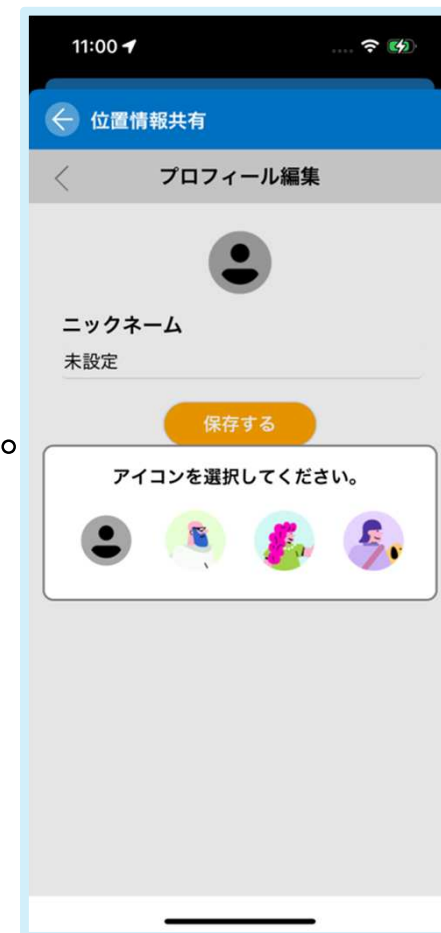 11:00
位置情報共有
プロフィール編集
ニックネーム
未設定
保存する
アイコンを選択してください。
。